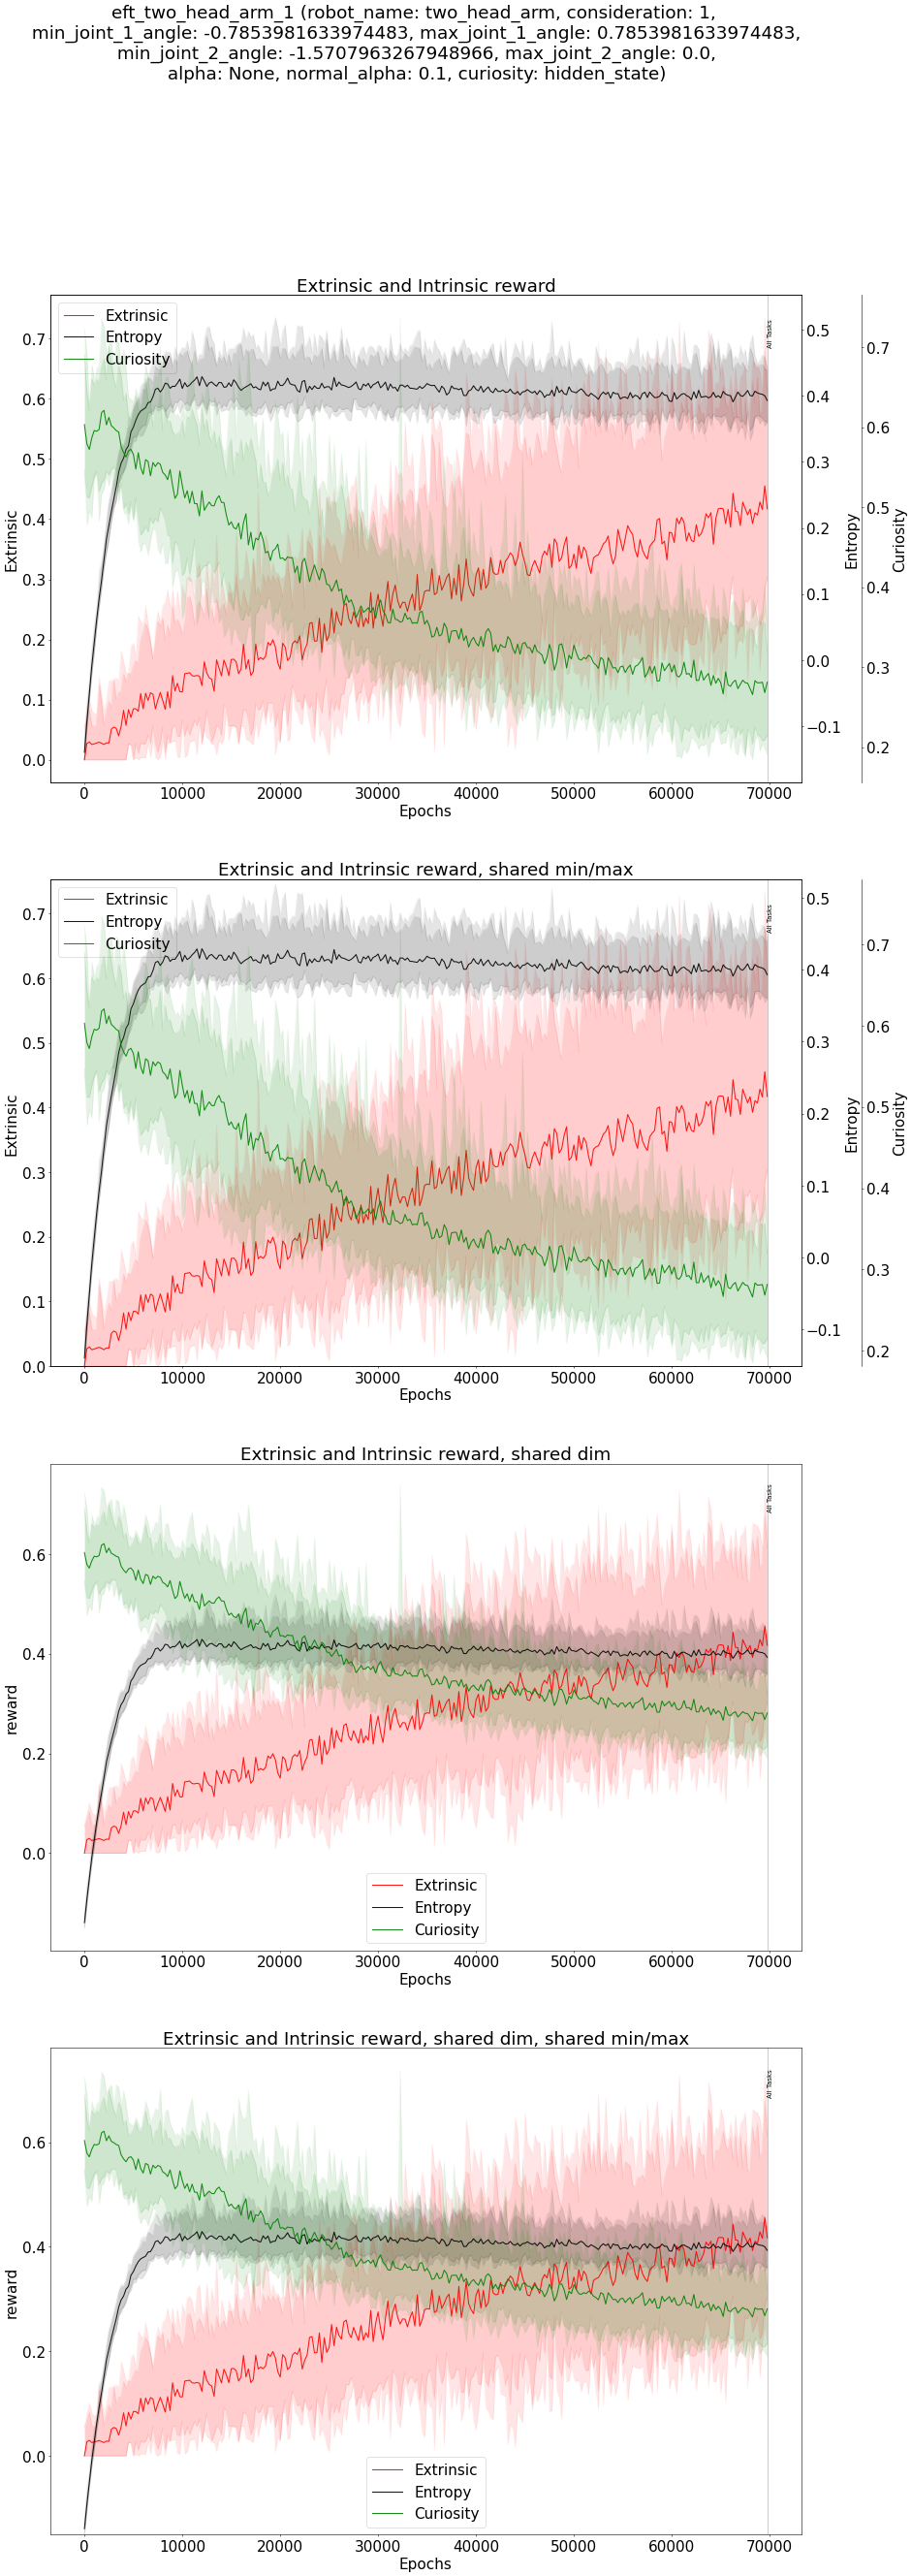 eft_two_head_arm_1 (robot_name: two_head_arm, consideration: 1,
min_joint_1_angle: -0.7853981633974483, max_joint_1_angle: 0.7853981633974483,
min_joint_2_angle: -1.5707963267948966, max_joint_2_angle: 0.0,
alpha: None, normal_alpha: 0.1, curiosity: hidden_state)
Extrinsic and Intrinsic reward
Extrinsic
Entropy
Curiosity
All Tasks
0.7
0.6
0.5
0.4
0.3
0.2
0.1
0.0
Extrinsic
0.5
0.4
0.3
0.2
0.1
0.0
−0.1
Entropy
0.7
0.6
0.5
0.4
0.3
0.2
Curiosity
0 10000 20000 30000 40000 50000 60000 70000
Epochs
Extrinsic and Intrinsic reward, shared min/max
Extrinsic
Entropy
Curiosity
All Tasks
0.7
0.6
0.5
0.4
0.3
0.2
0.1
0.0
Extrinsic
0.5
0.4
0.3
0.2
0.1
0.0
−0.1
Entropy
0.7
0.6
0.5
0.4
0.3
0.2
Curiosity
0 10000 20000 30000 40000 50000 60000 70000
Epochs
Extrinsic and Intrinsic reward, shared dim
All Tasks
0.6
0.4
0.2
0.0
reward
Extrinsic
Entropy
Curiosity
0 10000 20000 30000 40000 50000 60000 70000
Epochs
Extrinsic and Intrinsic reward, shared dim, shared min/max
All Tasks
0.6
0.4
0.2
0.0
reward
Extrinsic
Entropy
Curiosity
0 10000 20000 30000 40000 50000 60000 70000
Epochs